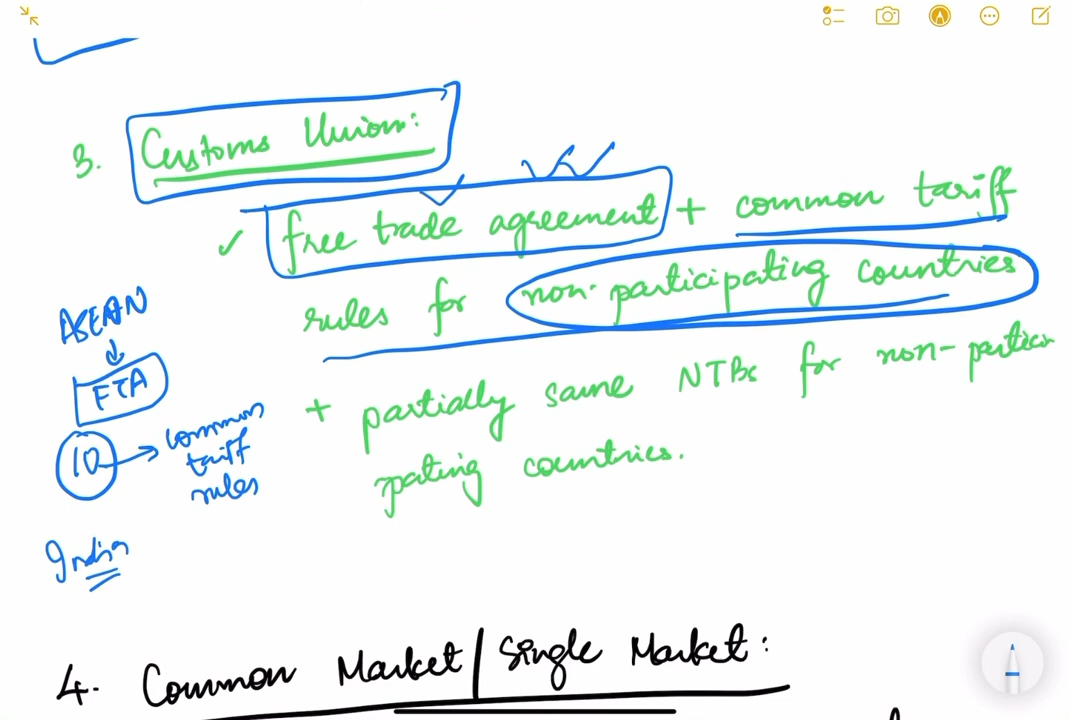 3. Customs Union:
✓ free trade agreement + common tariff
rules for non-participating countries
+ partially same NTBs for non-partici
pating countries.
ASEAN
↓
FTA
10 → common
tariff
rules
India
4. Common Market/Single Market: